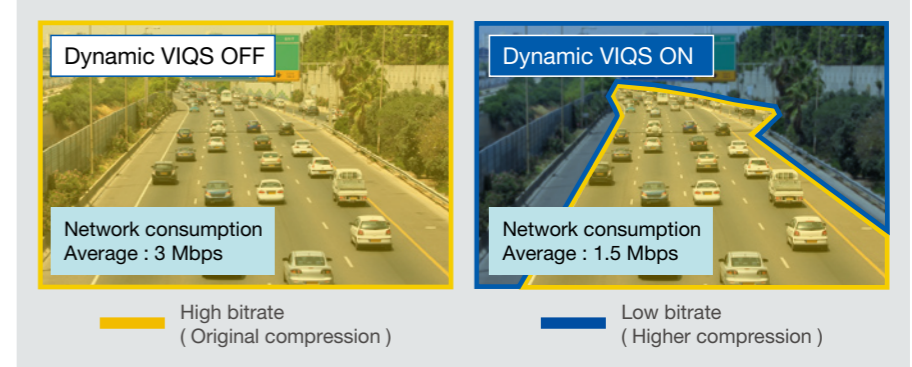 Dynamic VIQS OFF
Network consumption
Average : 3 Mbps
High bitrate
( Original compression )
Dynamic VIQS ON
Network consumption
Average : 1.5 Mbps
Low bitrate
( Higher compression )